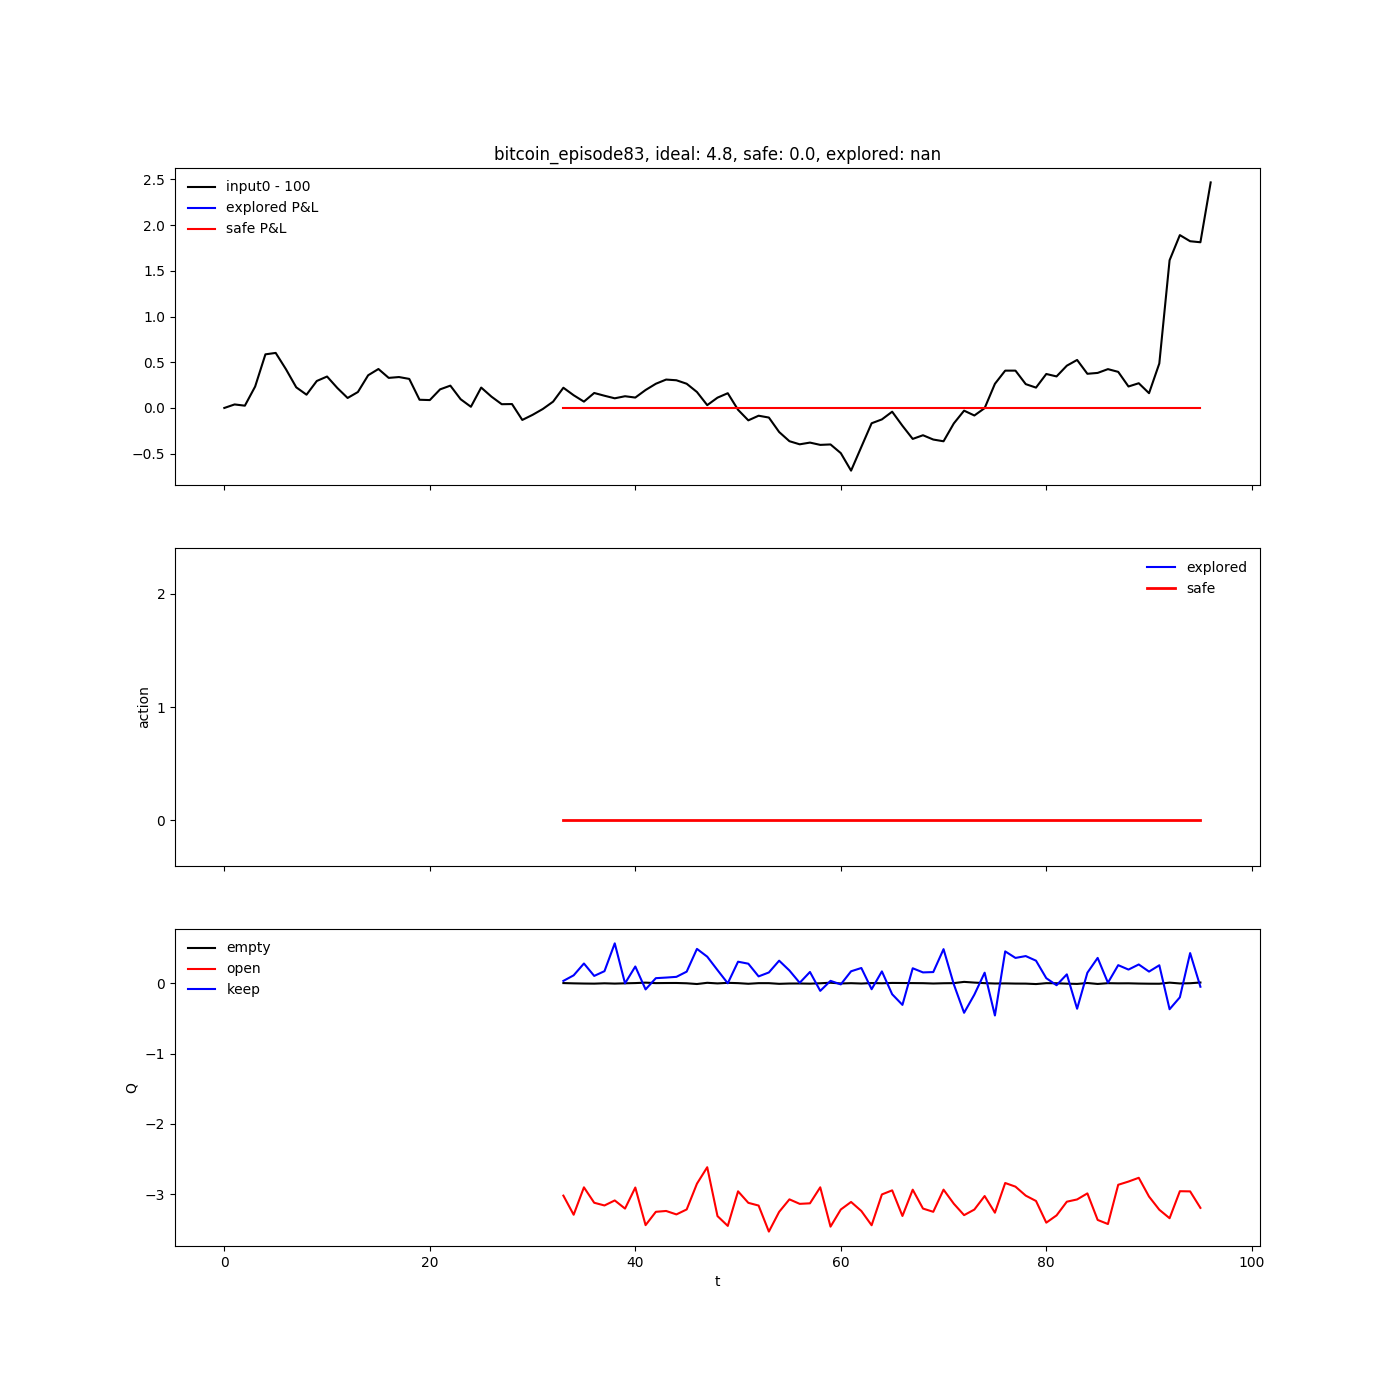 bitcoin_episode83, ideal: 4.8, safe: 0.0, explored: nan
2.5
2.0
1.5
1.0
0.5
0.0
−0.5
input0 - 100
explored P&L
safe P&L
action
2
1
0
explored
safe
Q
0
−1
−2
−3
empty
open
keep
0 20 40 60 80 100
t